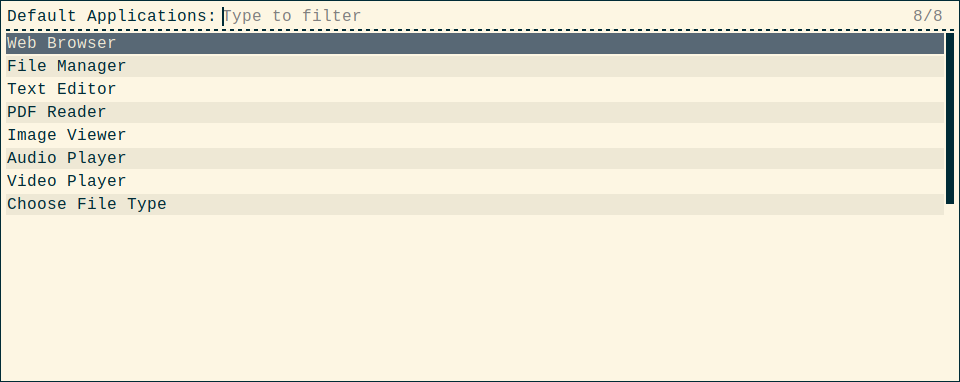 Default Applications: Type to filter 8/8
Web Browser
File Manager
Text Editor
PDF Reader
Image Viewer
Audio Player
Video Player
Choose File Type